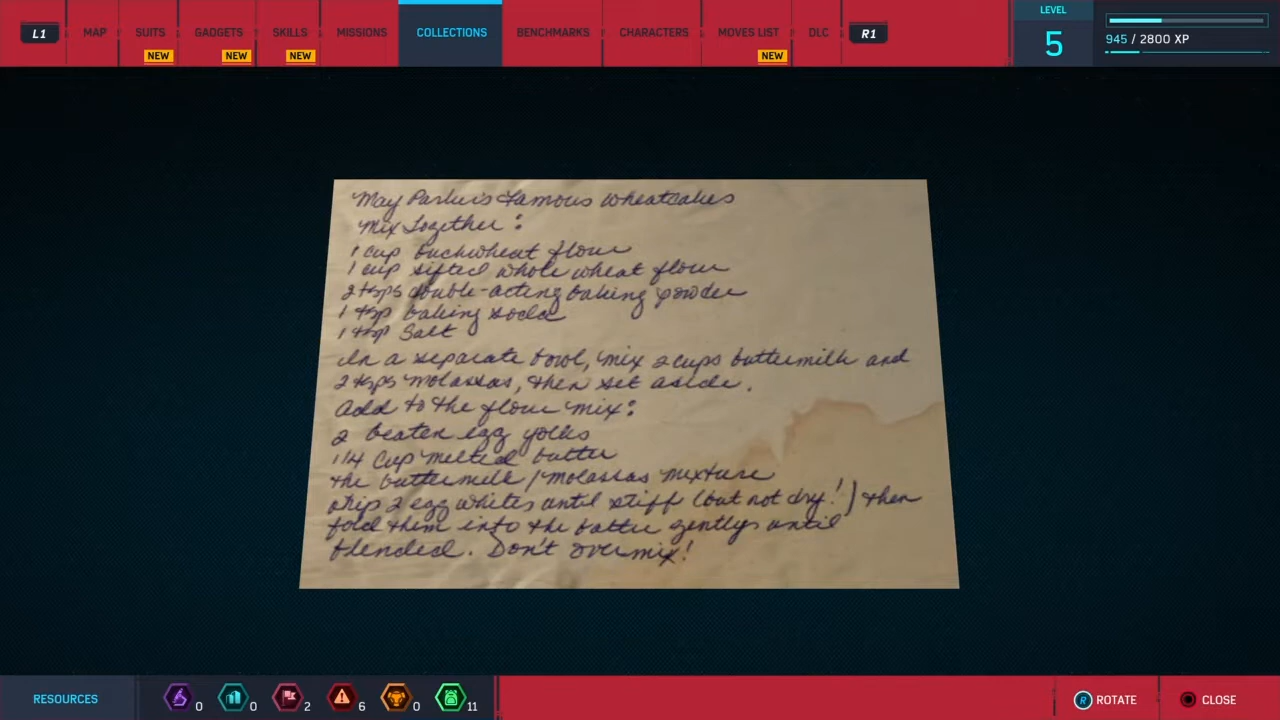 L1 MAP SUITS GADGETS SKILLS MISSIONS COLLECTIONS BENCHMARKS CHARACTERS MOVES LIST DLC R1
NEW NEW NEW NEW
LEVEL
5
945 / 2800 XP
May Parker's Famous Wheatcakes
Mix Together:
1 cup buckwheat flour
1 cup sifted whole wheat flour
2 tsps double-acting baking powder
1 tsp baking soda
1 tsp Salt
In a separate bowl, mix 2 cups buttermilk and
2 tsps molassas, then set aside.
Add to the flour mix:
2 beaten egg yolks
1/4 Cup melted butter
the buttermilk / molassas mixture
whip 2 egg whites until stiff (but not dry!) then
fold them into the batter gently until
blended. Don't overmix!
RESOURCES 0 0 2 6 0 11
R ROTATE CLOSE